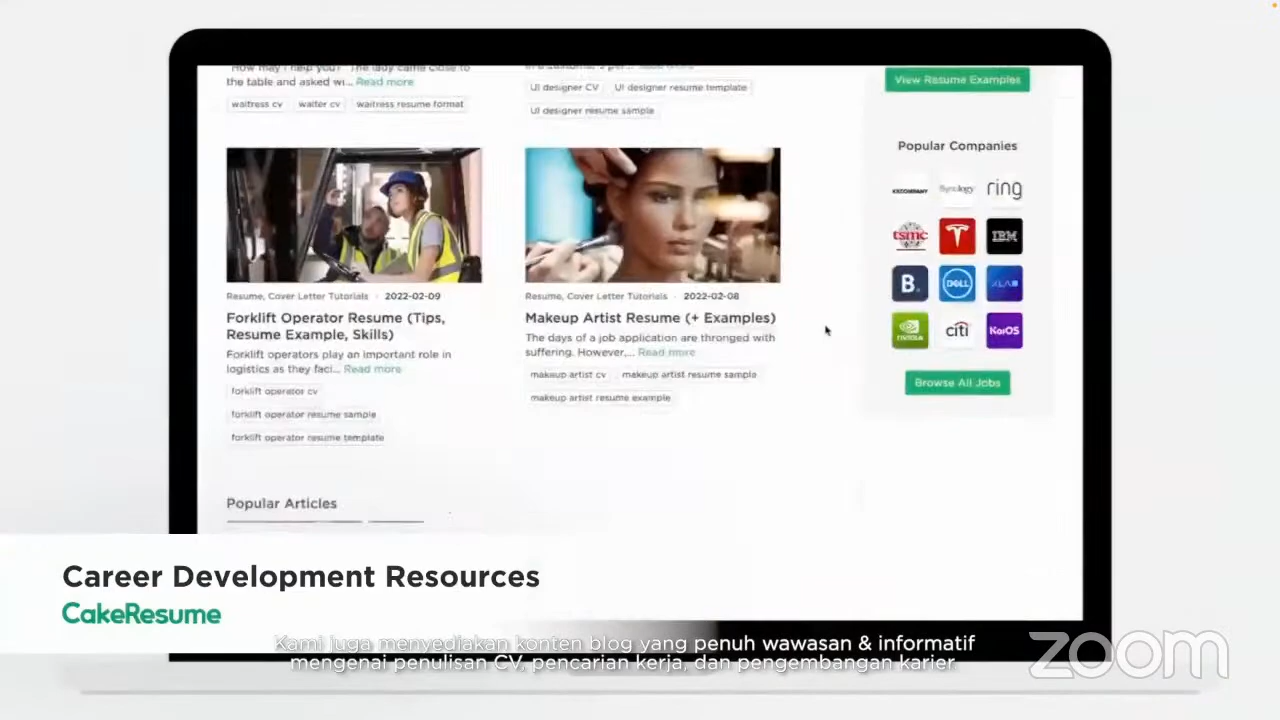 "How may I help you?" The lady came close to
the table and asked wi... Read more
waitress cv
waiter cv
waitress resume format
UI designer CV
UI designer resume template
UI designer resume sample
Resume, Cover Letter Tutorials · 2022-02-09
Forklift Operator Resume (Tips,
Resume Example, Skills)
Forklift operators play an important role in
logistics as they faci... Read more
forklift operator cv
forklift operator resume sample
forklift operator resume template
Resume, Cover Letter Tutorials · 2022-02-08
Makeup Artist Resume (+ Examples)
The days of a job application are thronged with
suffering. However,... Read more
makeup artist cv
makeup artist resume sample
makeup artist resume example
Popular Articles
View Resume Examples
Popular Companies
KKCOMPANY
Synology
ring
tsmc
T
IBM
B.
DELL
XLAB
NVIDIA
citi
KaiOS
Browse All Jobs
Career Development Resources
CakeResume
Kami juga menyediakan konten blog yang penuh wawasan & informatif
mengenai penulisan CV, pencarian kerja, dan pengembangan karier
zoom